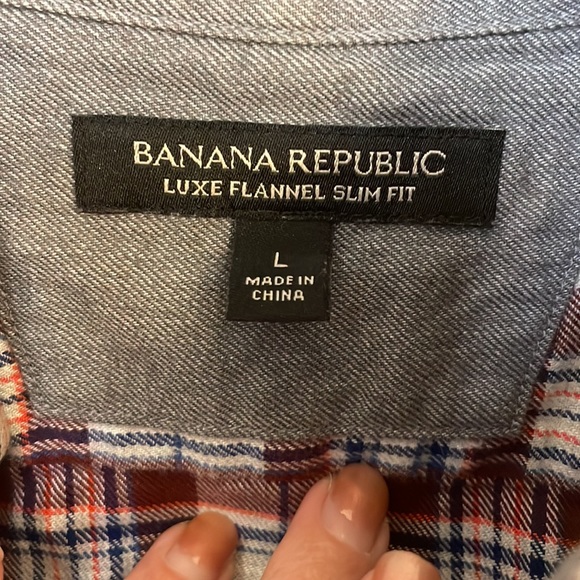 BANANA REPUBLIC
LUXE FLANNEL SLIM FIT
L
MADE IN
CHINA